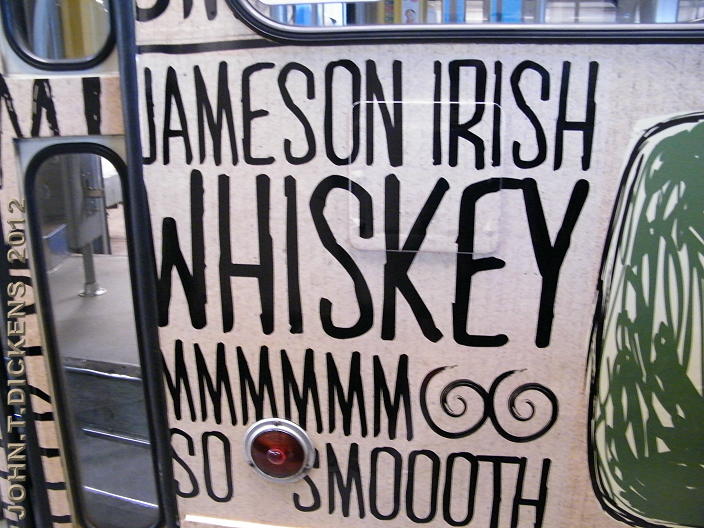 JAMESON IRISH
WHISKEY
MMMMMM
SO SMOOOTH
JOHN.T.DICKENS 2012